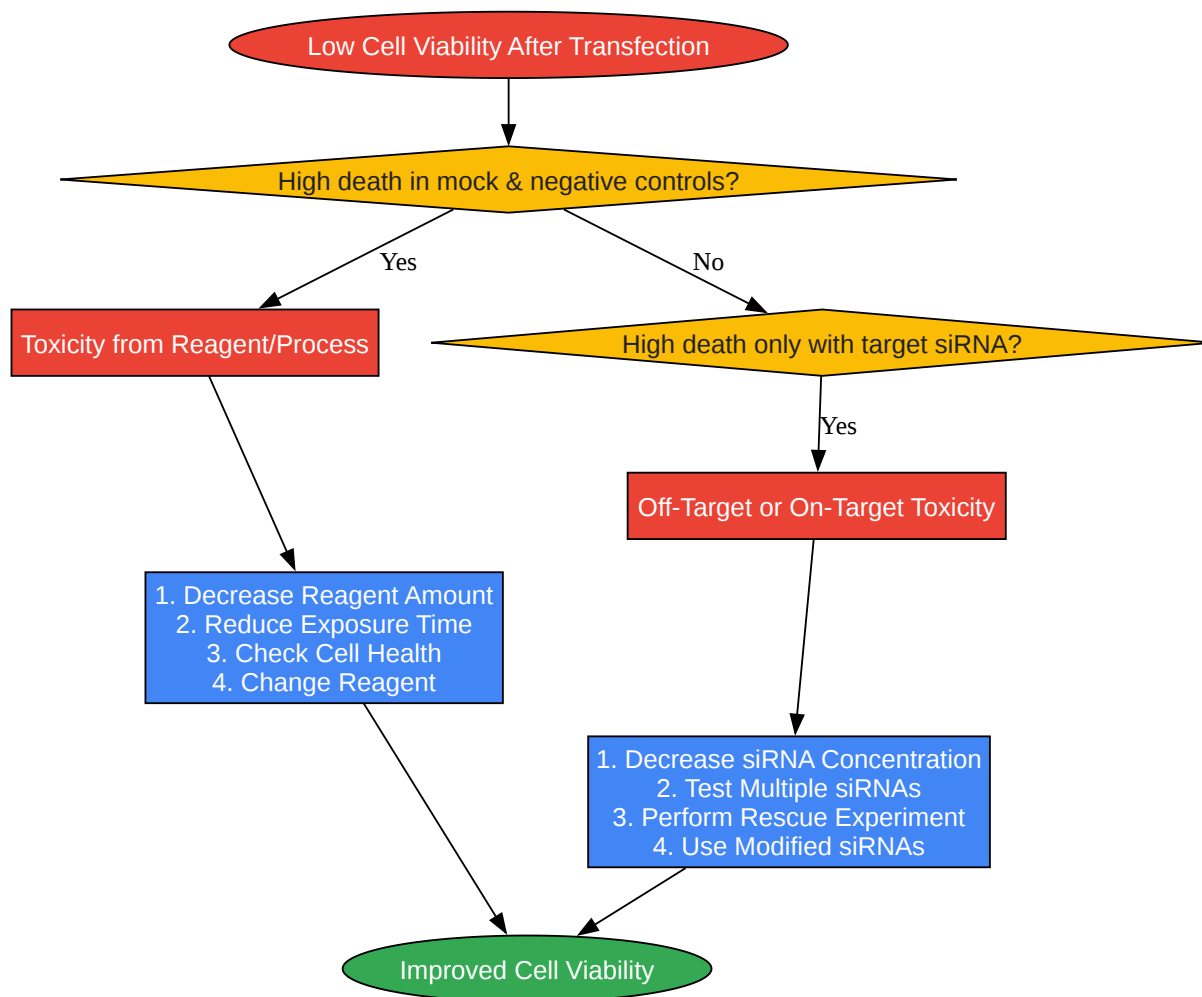 Low Cell Viability After Transfection
High death in mock & negative controls?
Yes
No
Toxicity from Reagent/Process
High death only with target siRNA?
Yes
Off-Target or On-Target Toxicity
1. Decrease Reagent Amount
2. Reduce Exposure Time
3. Check Cell Health
4. Change Reagent
1. Decrease siRNA Concentration
2. Test Multiple siRNAs
3. Perform Rescue Experiment
4. Use Modified siRNAs
Improved Cell Viability